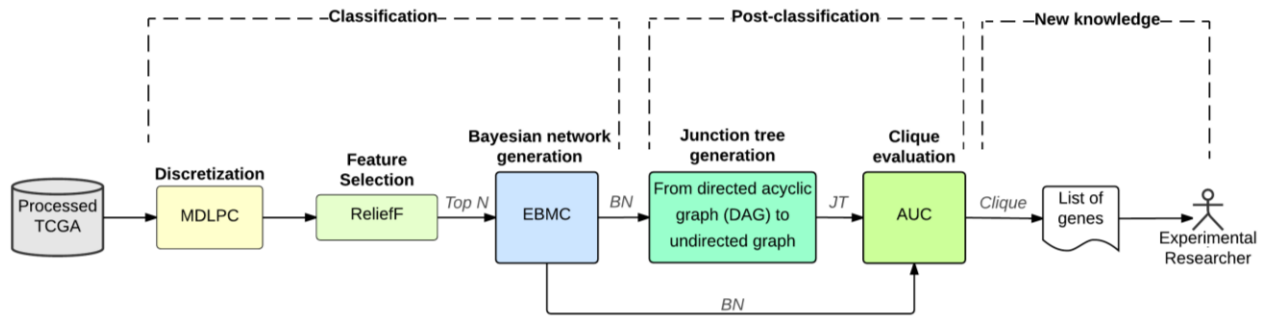 Classification
Post-classification
New knowledge
Bayesian network
generation
Junction tree
generation
Clique
evaluation
Feature
Selection
Discretization
Processed
TCGA
MDLPC
ReliefF
Top N
EBMC
BN
From directed acyclic
graph (DAG) to
undirected graph
JT
AUC
Clique
List of
genes
Experimental
Researcher
BN